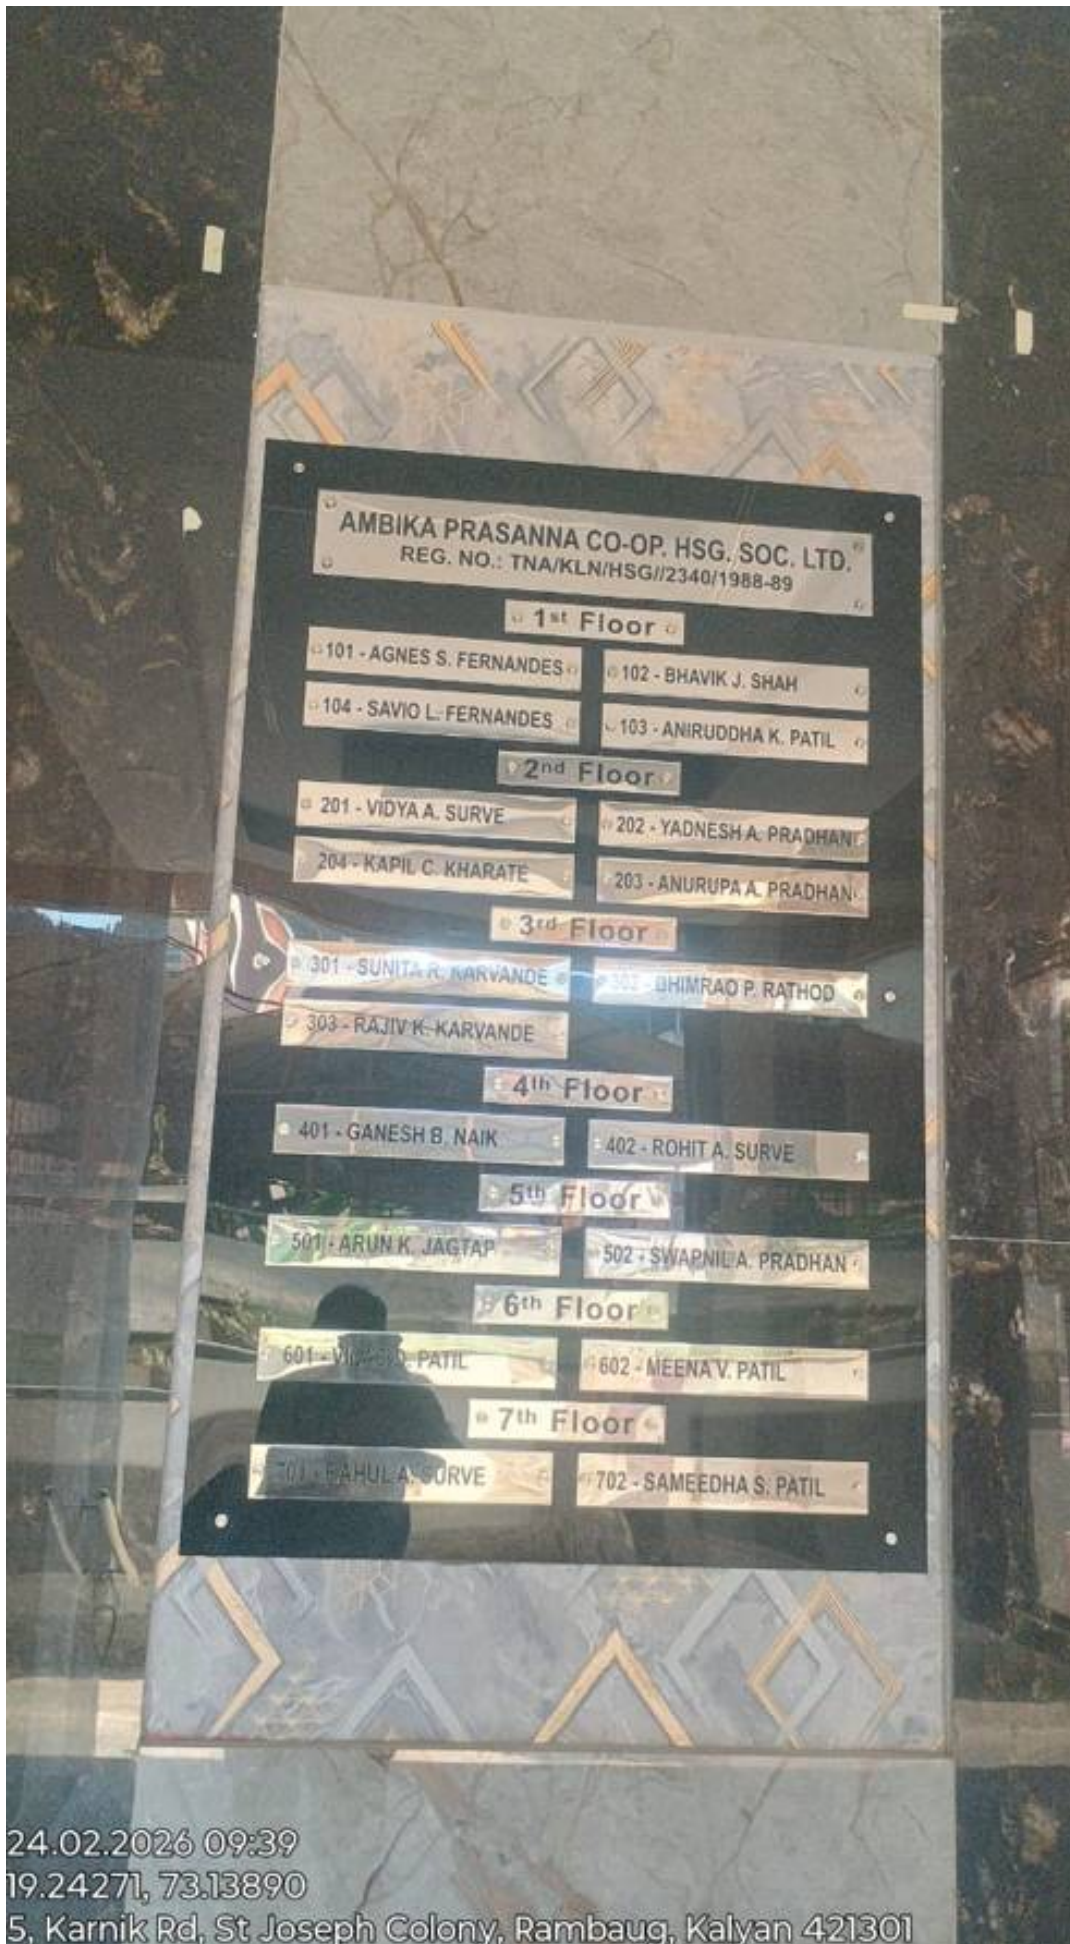 AMBIKA PRASANNA CO-OP. HSG. SOC. LTD.
REG. NO.: TNA/KLN/HSG//2340/1988-89
1st Floor
101 - AGNES S. FERNANDES
102 - BHAVIK J. SHAH
104 - SAVIO L. FERNANDES
103 - ANIRUDDHA K. PATIL
2nd Floor
201 - VIDYA A. SURVE
202 - YADNESH A. PRADHAN
204 - KAPIL C. KHARATE
203 - ANURUPA A. PRADHAN
3rd Floor
301 - SUNITA R. KARVANDE
302 - BHIMRAO P. RATHOD
303 - RAJIV K. KARVANDE
4th Floor
401 - GANESH B. NAIK
402 - ROHIT A. SURVE
5th Floor
501 - ARUN K. JAGTAP
502 - SWAPNIL A. PRADHAN
6th Floor
601 - PATIL
602 - MEENA V. PATIL
7th Floor
701 - RAHUL A. SURVE
702 - SAMEEDHA S. PATIL
24.02.2026 09:39
19.24271, 73.13890
5, Karnik Rd, St Joseph Colony, Rambaug, Kalyan 421301